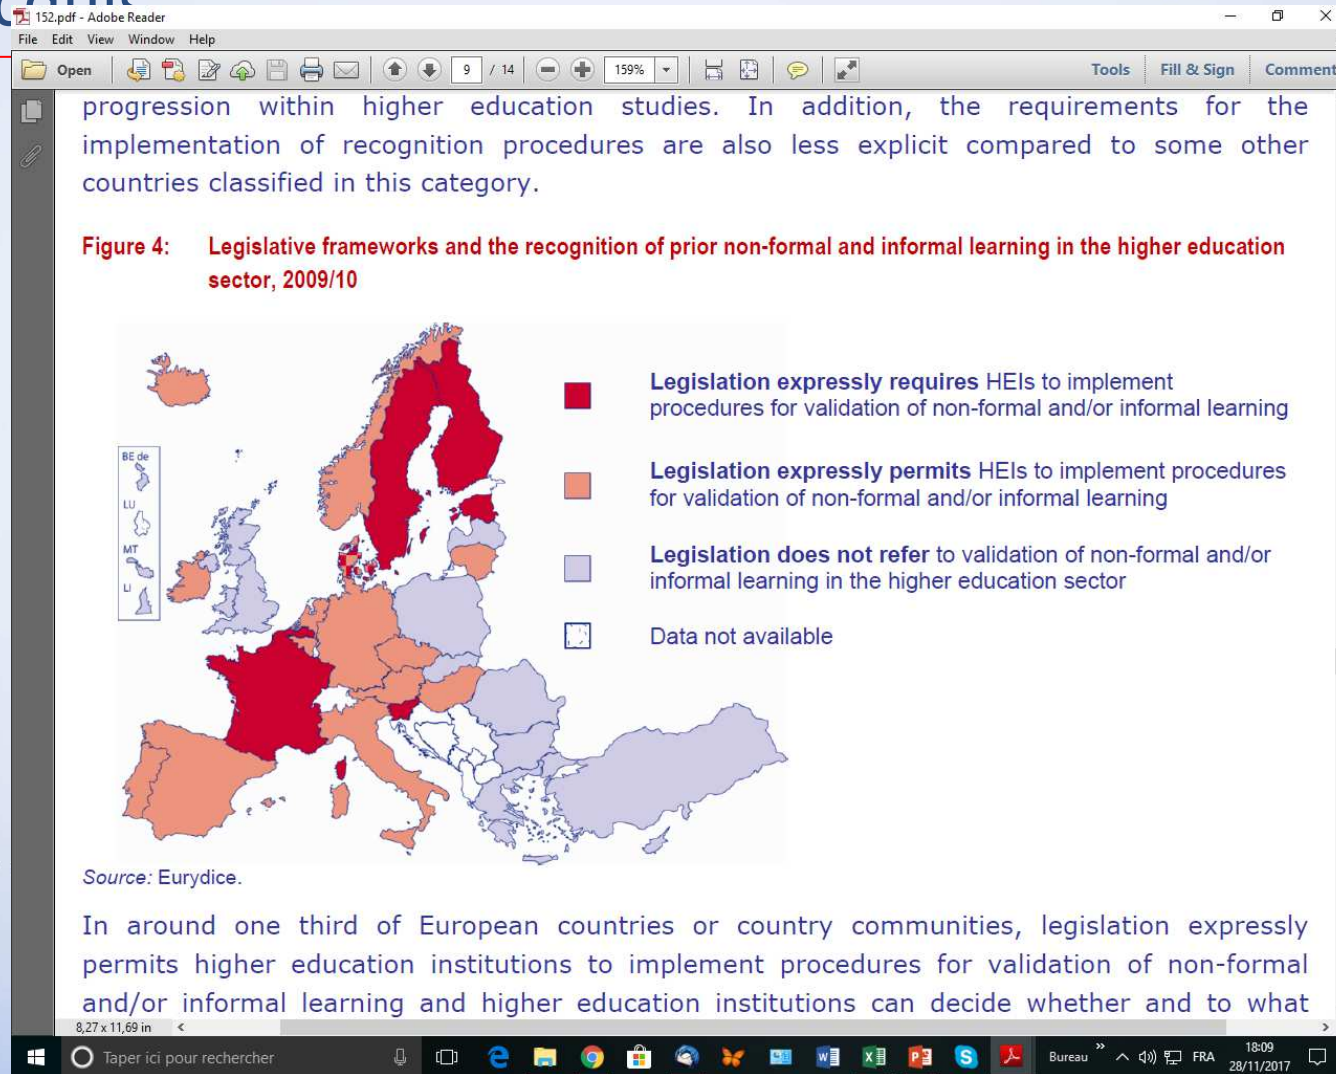 152.pdf - Adobe Reader
File Edit View Window Help
Open 9 / 14 159% Tools Fill & Sign Comment
progression within higher education studies. In addition, the requirements for the
implementation of recognition procedures are also less explicit compared to some other
countries classified in this category.
Figure 4: Legislative frameworks and the recognition of prior non-formal and informal learning in the higher education
sector, 2009/10
Legislation expressly requires HEIs to implement
procedures for validation of non-formal and/or informal learning
Legislation expressly permits HEIs to implement procedures
for validation of non-formal and/or informal learning
Legislation does not refer to validation of non-formal and/or
informal learning in the higher education sector
Data not available
BE de
LU
MT
LI
Source: Eurydice.
In around one third of European countries or country communities, legislation expressly
permits higher education institutions to implement procedures for validation of non-formal
and/or informal learning and higher education institutions can decide whether and to what
8,27 x 11,69 in
Taper ici pour rechercher
Bureau FRA 18:09
28/11/2017